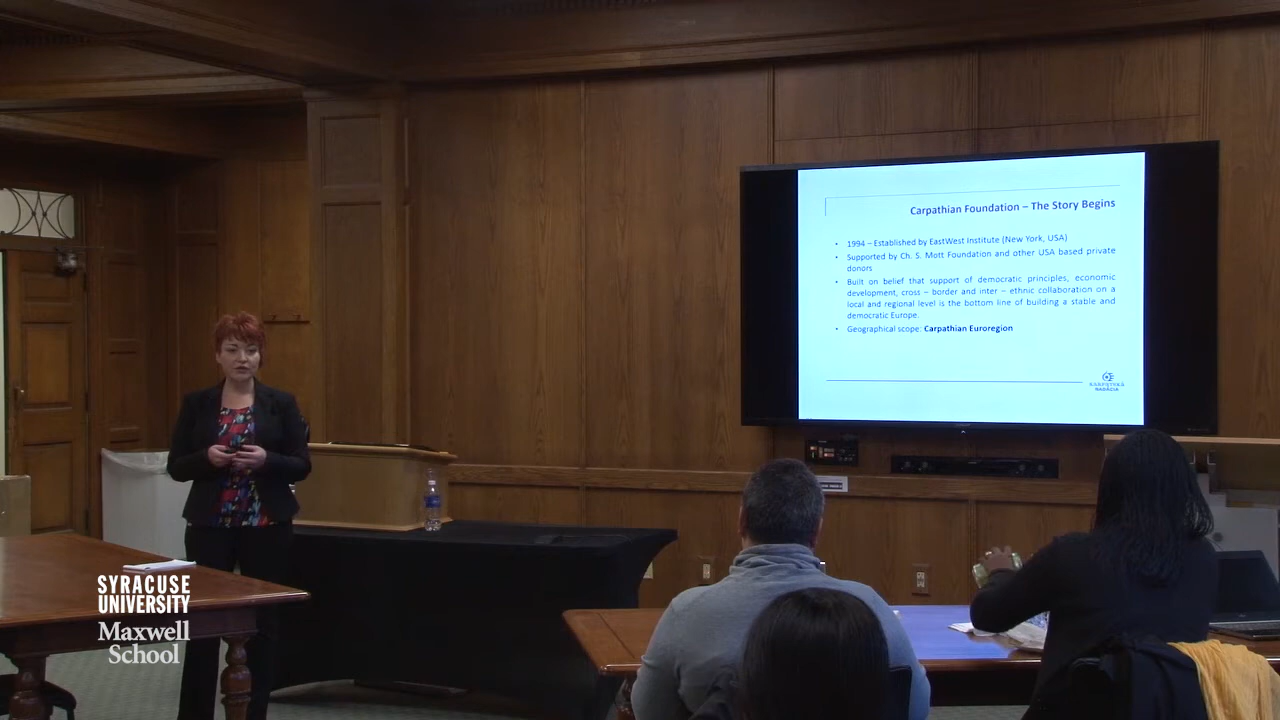 Carpathian Foundation – The Story Begins
• 1994 – Established by EastWest Institute (New York, USA)
• Supported by Ch. S. Mott Foundation and other USA based private
donors
• Built on belief that support of democratic principles, economic
development, cross – border and inter – ethnic collaboration on a
local and regional level is the bottom line of building a stable and
democratic Europe.
• Geographical scope: Carpathian Euroregion
KARPATSKÁ
NADÁCIA
SYRACUSE
UNIVERSITY
Maxwell
School